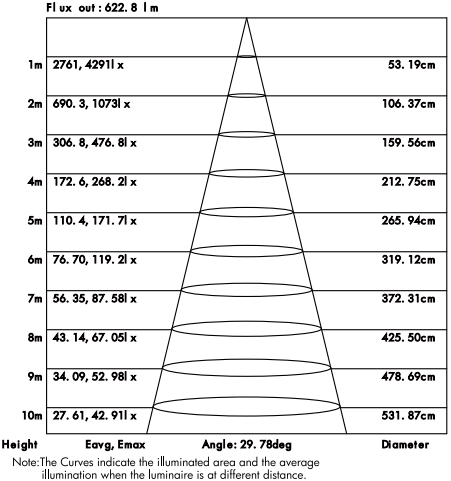 Flux out:622.8 lm
1m 2761, 4291lx 53.19cm
2m 690.3, 1073lx 106.37cm
3m 306.8, 476.8lx 159.56cm
4m 172.6, 268.2lx 212.75cm
5m 110.4, 171.7lx 265.94cm
6m 76.70, 119.2lx 319.12cm
7m 56.35, 87.58lx 372.31cm
8m 43.14, 67.05lx 425.50cm
9m 34.09, 52.98lx 478.69cm
10m 27.61, 42.91lx 531.87cm
Height Eavg, Emax Angle: 29.78deg Diameter
Note:The Curves indicate the illuminated area and the average
illumination when the luminaire is at different distance.